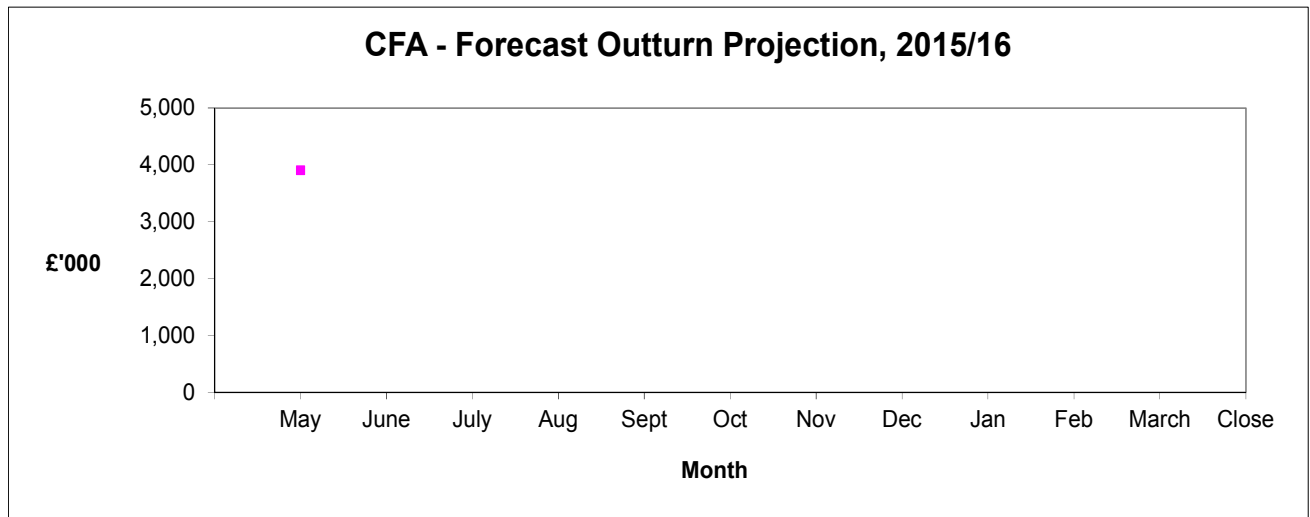 CFA - Forecast Outturn Projection, 2015/16
5,000
4,000
3,000
£'000
2,000
1,000
0
May June July Aug Sept Oct Nov Dec Jan Feb March Close
Month